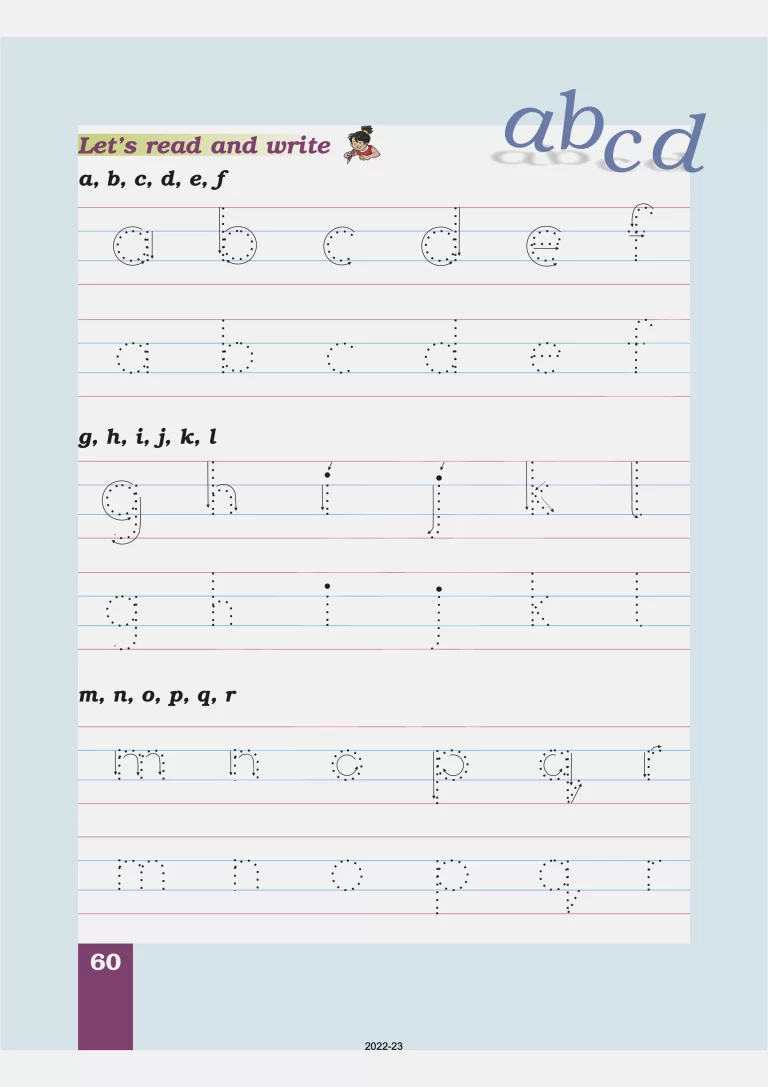 abcd
Let's read and write
a, b, c, d, e, f
a b c d e f
a b c d e f
g, h, i, j, k, l
g h i j k l
g h i j k l
m, n, o, p, q, r
m n o p q r
m n o p q r
60
2022-23